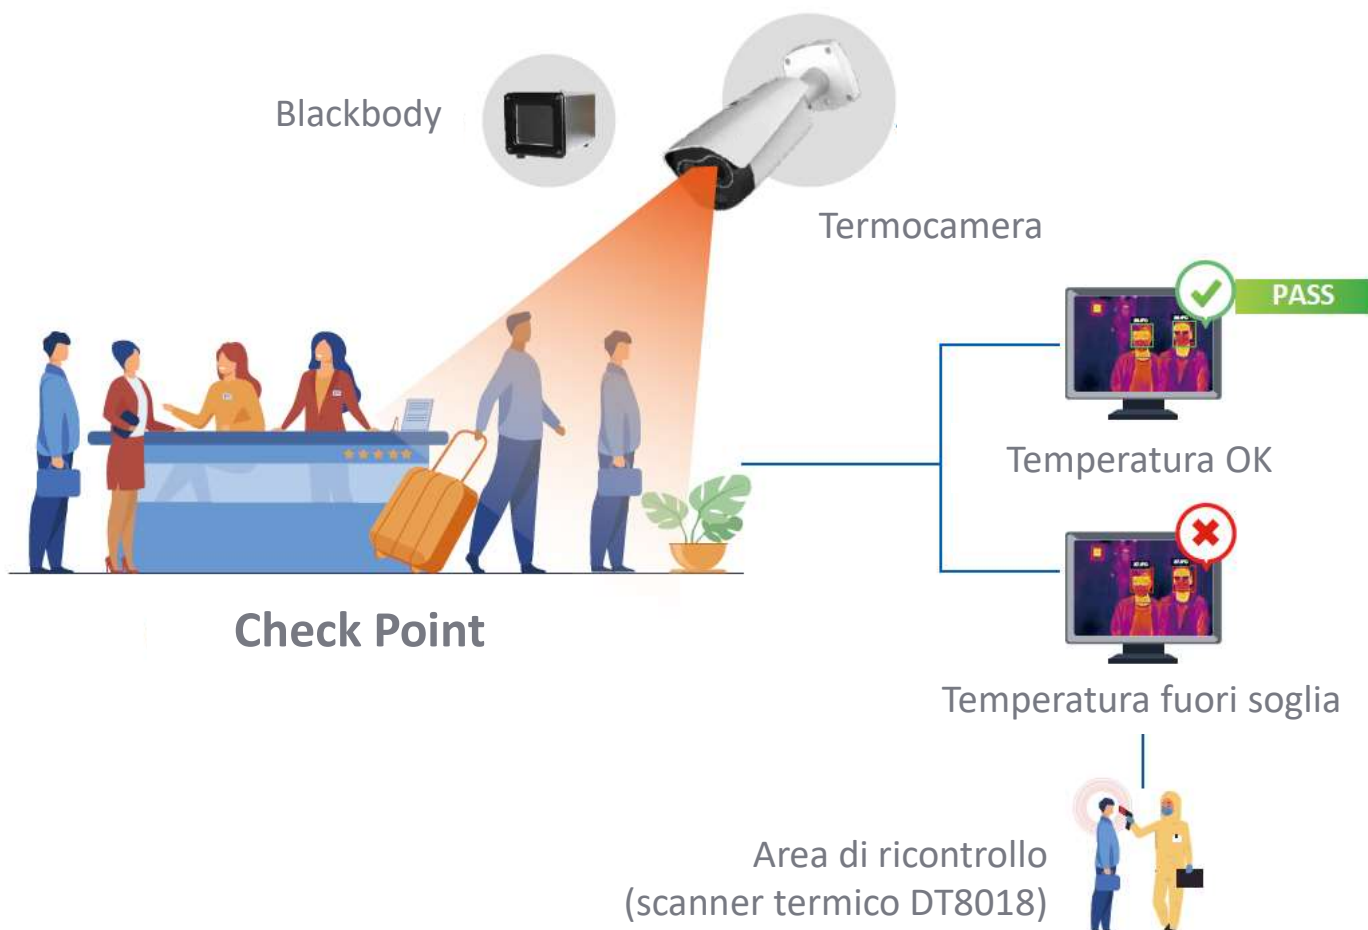 Blackbody
Termocamera
PASS
Temperatura OK
Check Point
Temperatura fuori soglia
Area di ricontrollo
(scanner termico DT8018)